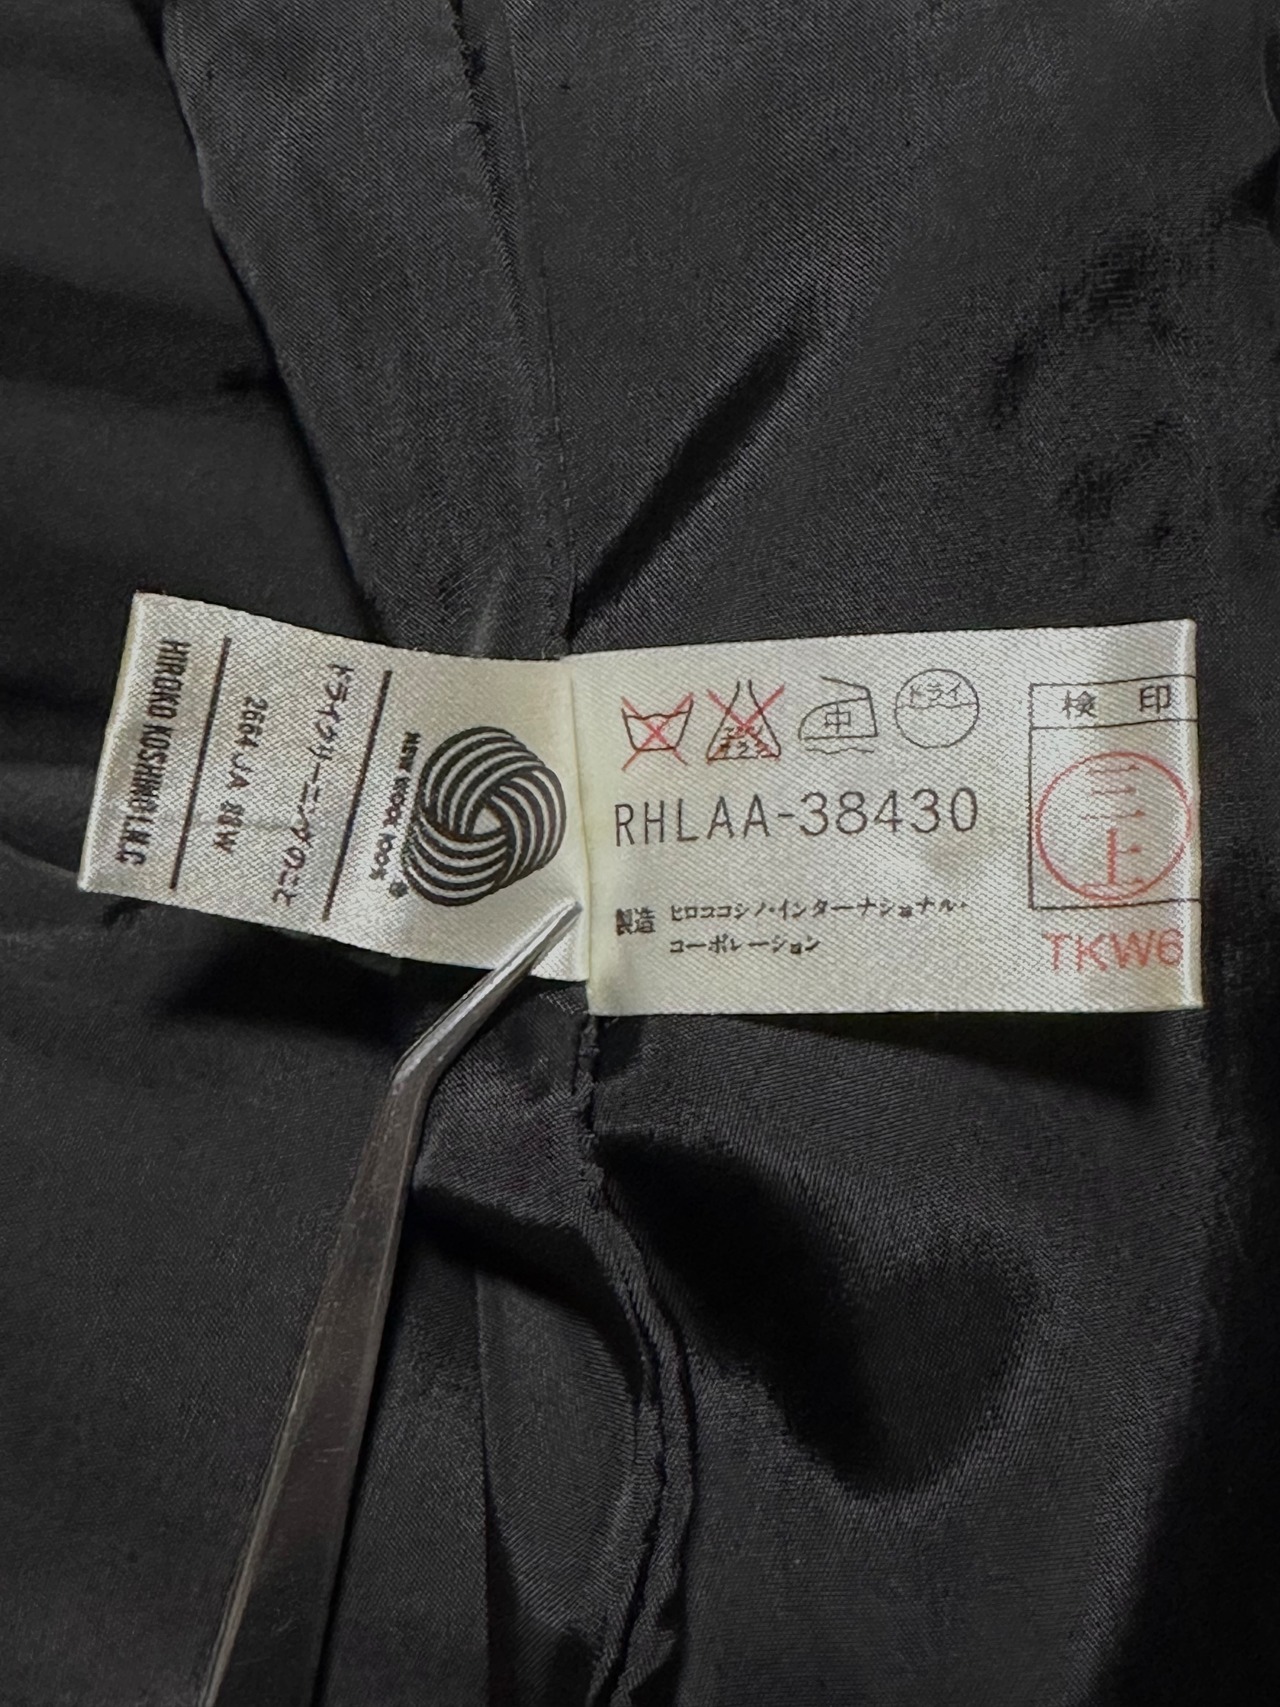 NEW WOOL 100%
ドライクリーニングのこと
2664 JA 88W
HIROKO KOSHINO I.N.C
中
ドライ
検 印
三上
RHLAA-38430
製造 ヒロココシノ・インターナショナル・
コーポレーション
TKW6